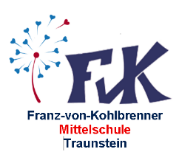 FvK
Franz-von-Kohlbrenner
Mittelschule
Traunstein